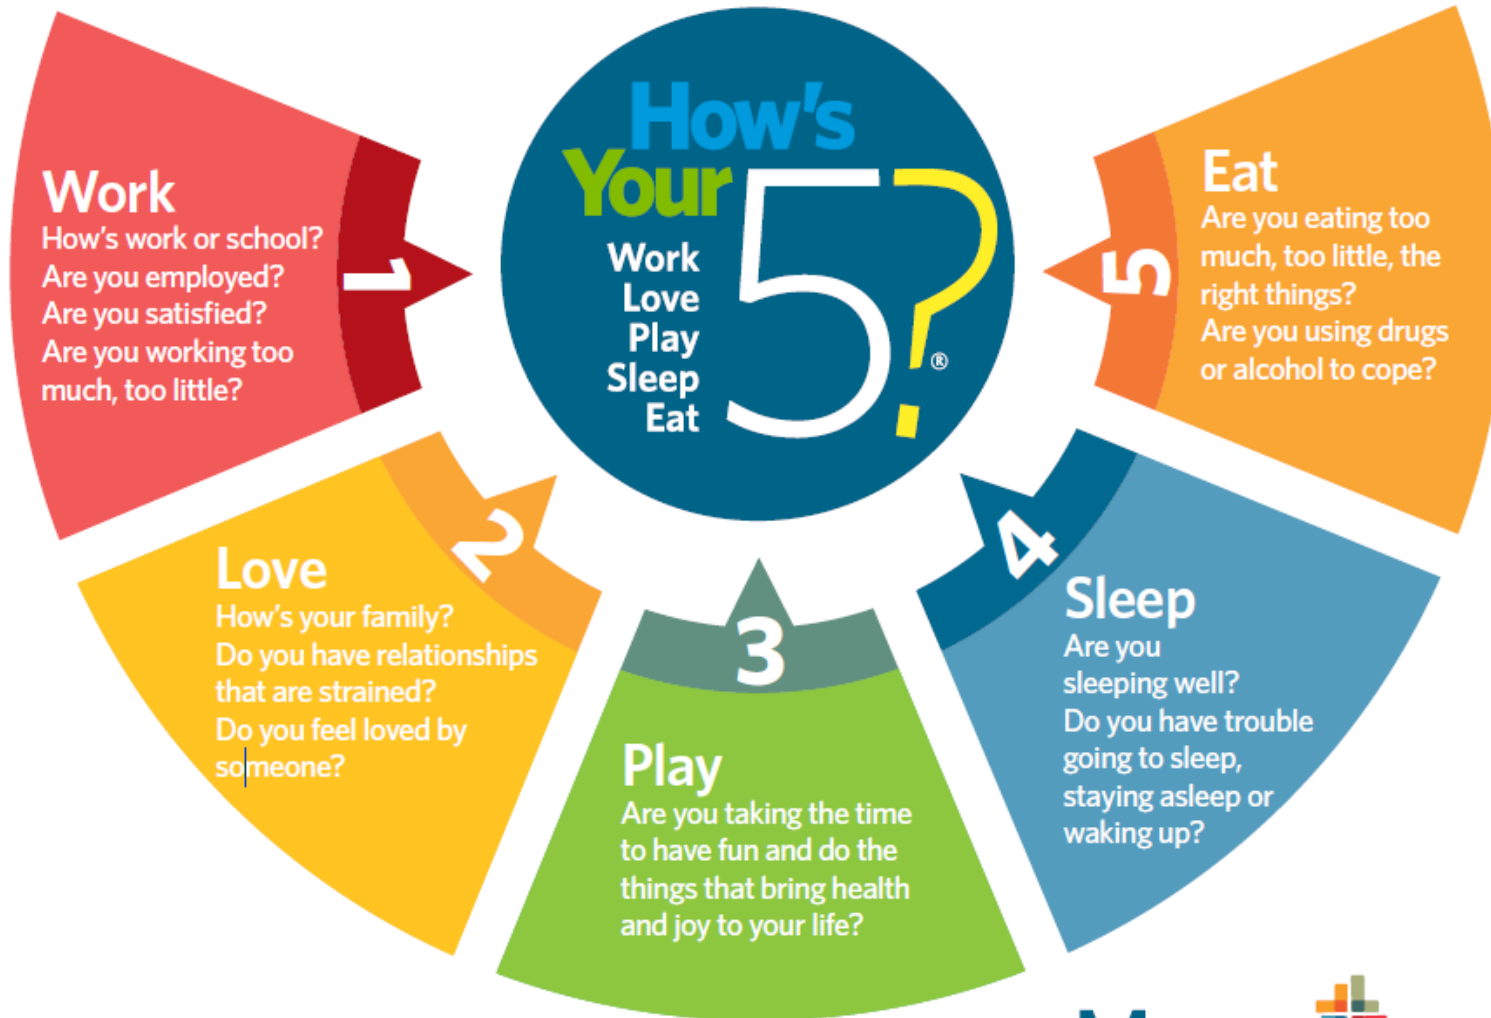 How's
Your 5?®
Work
Love
Play
Sleep
Eat
1
Work
How's work or school?
Are you employed?
Are you satisfied?
Are you working too
much, too little?
2
Love
How's your family?
Do you have relationships
that are strained?
Do you feel loved by
someone?
3
Play
Are you taking the time
to have fun and do the
things that bring health
and joy to your life?
4
Sleep
Are you
sleeping well?
Do you have trouble
going to sleep,
staying asleep or
waking up?
5
Eat
Are you eating too
much, too little, the
right things?
Are you using drugs
or alcohol to cope?